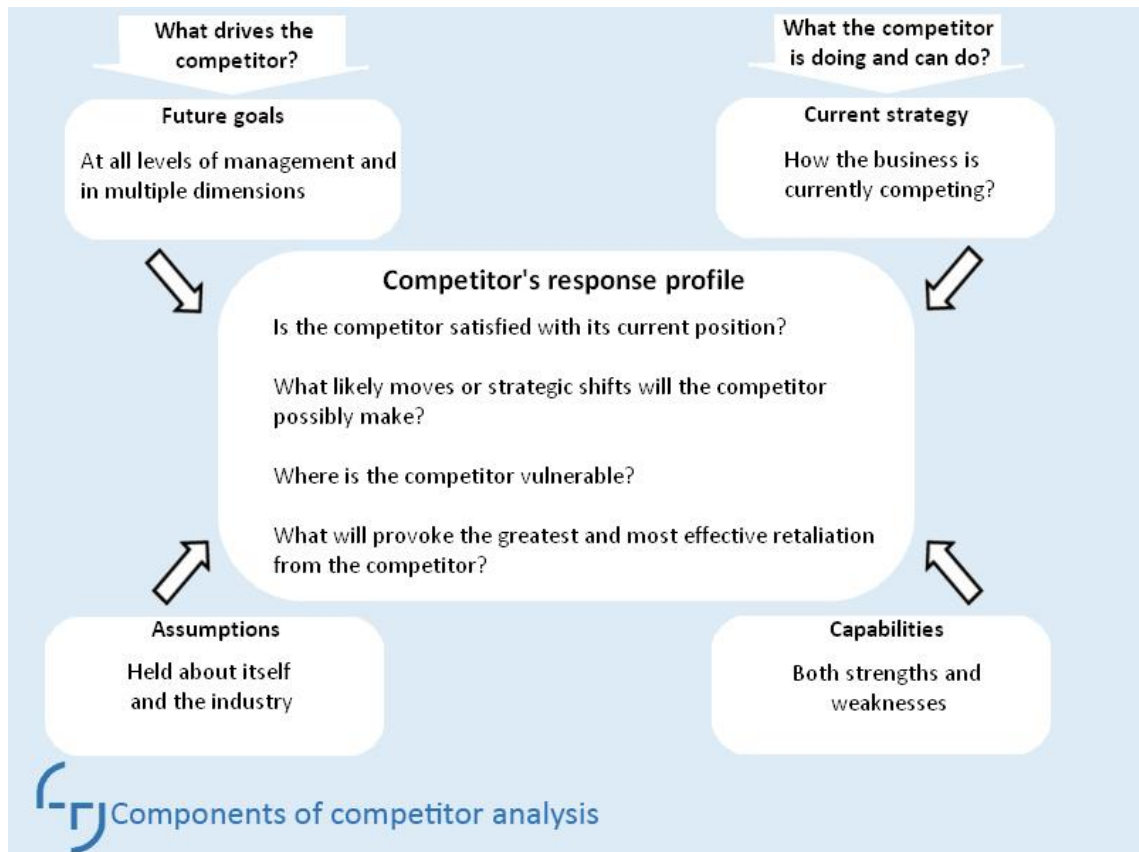 What drives the
competitor?
What the competitor
is doing and can do?
Future goals
At all levels of management and
in multiple dimensions
Current strategy
How the business is
currently competing?
Competitor's response profile
Is the competitor satisfied with its current position?
What likely moves or strategic shifts will the competitor
possibly make?
Where is the competitor vulnerable?
What will provoke the greatest and most effective retaliation
from the competitor?
Assumptions
Held about itself
and the industry
Capabilities
Both strengths and
weaknesses
Components of competitor analysis